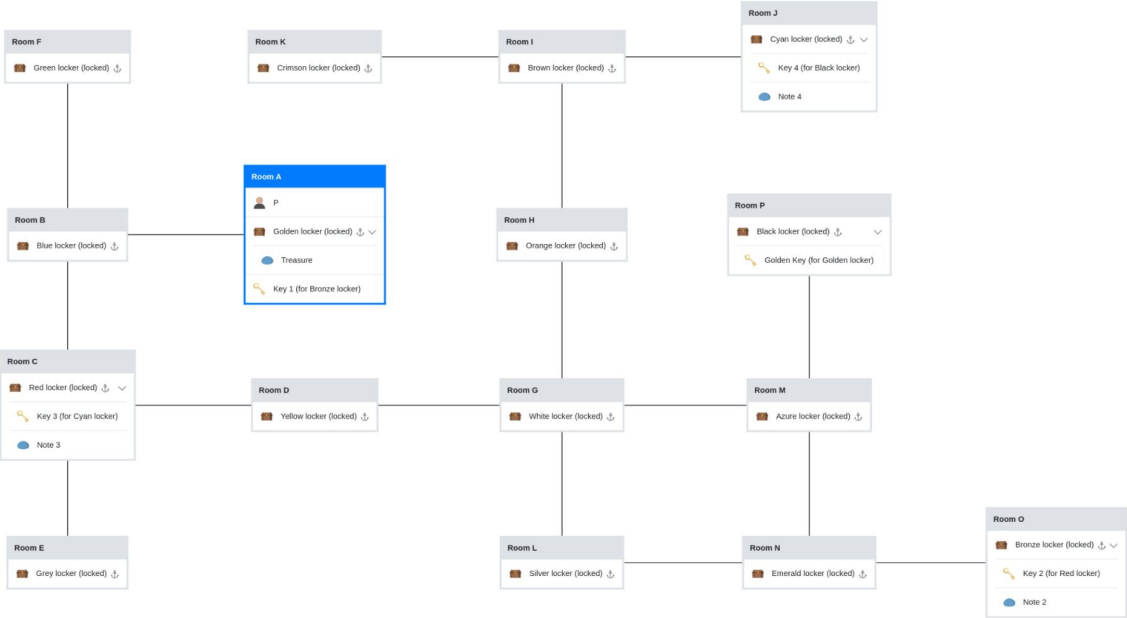 Room J
Cyan locker (locked)
Key 4 (for Black locker)
Note 4
Room F
Green locker (locked)
Room K
Crimson locker (locked)
Room I
Brown locker (locked)
Room A
P
Golden locker (locked)
Treasure
Key 1 (for Bronze locker)
Room B
Blue locker (locked)
Room H
Orange locker (locked)
Room P
Black locker (locked)
Golden Key (for Golden locker)
Room C
Red locker (locked)
Key 3 (for Cyan locker)
Note 3
Room D
Yellow locker (locked)
Room G
White locker (locked)
Room M
Azure locker (locked)
Room E
Grey locker (locked)
Room L
Silver locker (locked)
Room N
Emerald locker (locked)
Room O
Bronze locker (locked)
Key 2 (for Red locker)
Note 2